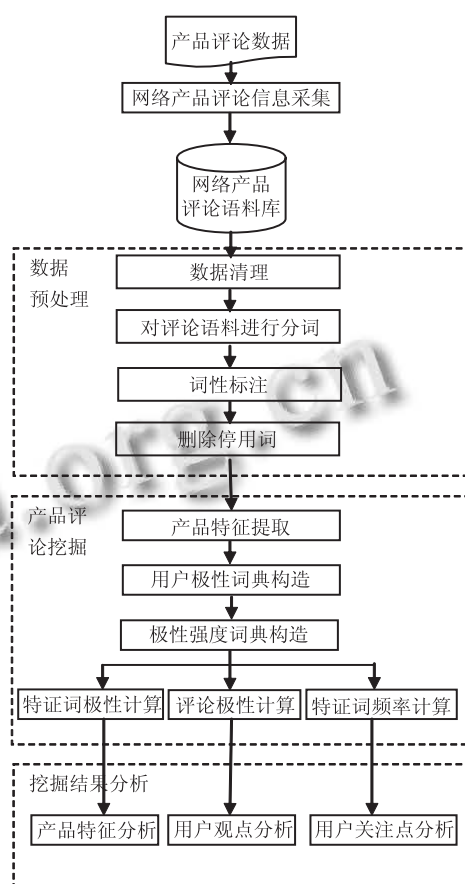 产品评论数据
网络产品评论信息采集
网络产品
评论语料库
数据
预处理
数据清理
对评论语料进行分词
词性标注
删除停用词
产品评
论挖掘
产品特征提取
用户极性词典构造
极性强度词典构造
特证词极性计算
评论极性计算
特证词频率计算
挖掘结果分析
产品特征分析
用户观点分析
用户关注点分析
.org.cn